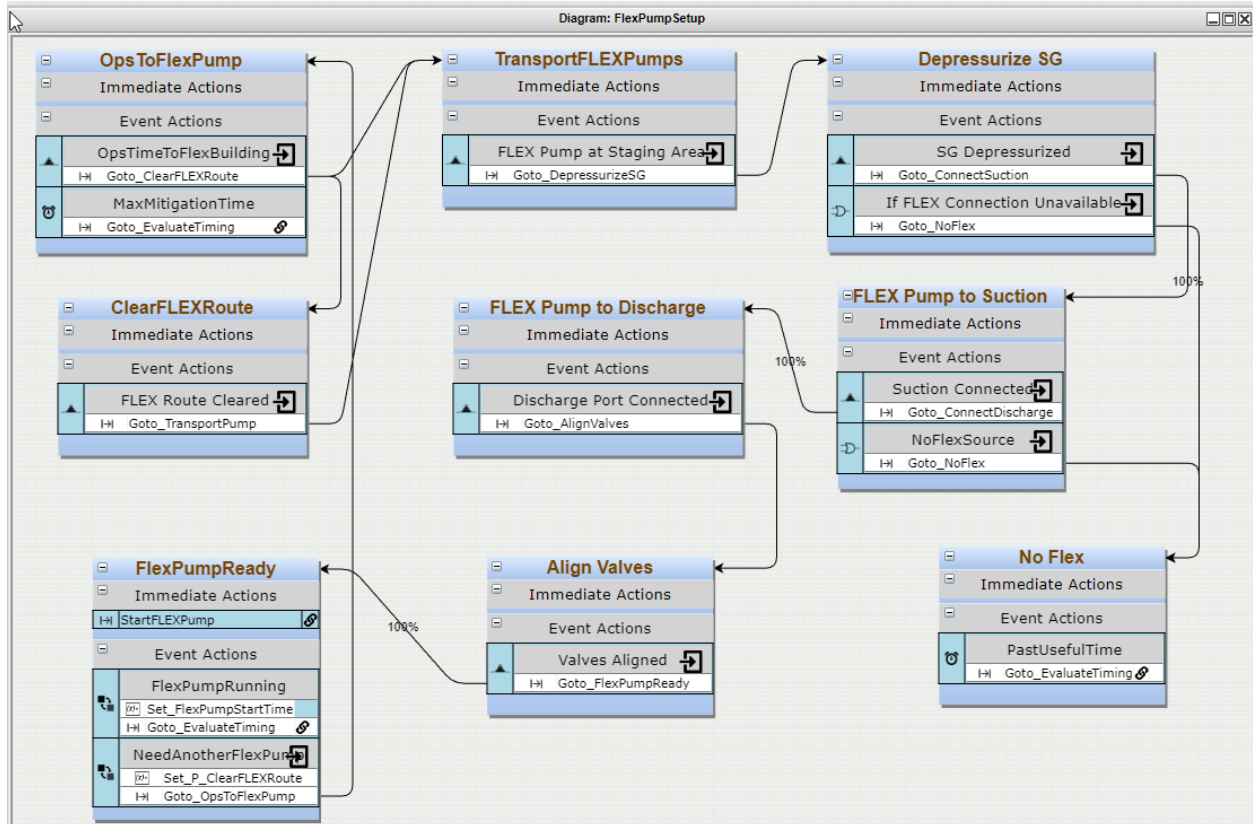 Diagram: FlexPumpSetup
OpsToFlexPump
Immediate Actions
Event Actions
OpsTimeToFlexBuilding
Goto_ClearFLEXRoute
MaxMitigationTime
Goto_EvaluateTiming
TransportFLEXPumps
Immediate Actions
Event Actions
FLEX Pump at Staging Area
Goto_DepressurizeSG
Depressurize SG
Immediate Actions
Event Actions
SG Depressurized
Goto_ConnectSuction
If FLEX Connection Unavailable
Goto_NoFlex
100%
ClearFLEXRoute
Immediate Actions
Event Actions
FLEX Route Cleared
Goto_TransportPump
FLEX Pump to Discharge
Immediate Actions
Event Actions
Discharge Port Connected
Goto_AlignValves
100%
FLEX Pump to Suction
Immediate Actions
Event Actions
Suction Connected
Goto_ConnectDischarge
NoFlexSource
Goto_NoFlex
FlexPumpReady
Immediate Actions
StartFLEXPump
Event Actions
FlexPumpRunning
Set_FlexPumpStartTime
Goto_EvaluateTiming
NeedAnotherFlexPump
Set_P_ClearFLEXRoute
Goto_OpsToFlexPump
100%
Align Valves
Immediate Actions
Event Actions
Valves Aligned
Goto_FlexPumpReady
No Flex
Immediate Actions
Event Actions
PastUsefulTime
Goto_EvaluateTiming